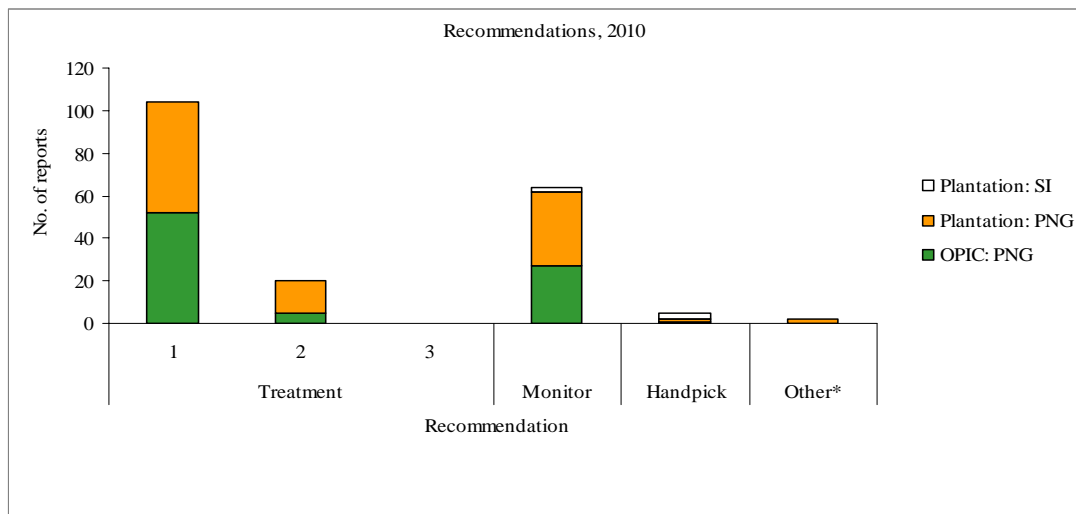 Recommendations, 2010
No. of reports
120
100
80
60
40
20
0
1 2 3
Treatment Monitor Handpick Other*
Recommendation
Plantation: SI
Plantation: PNG
OPIC: PNG